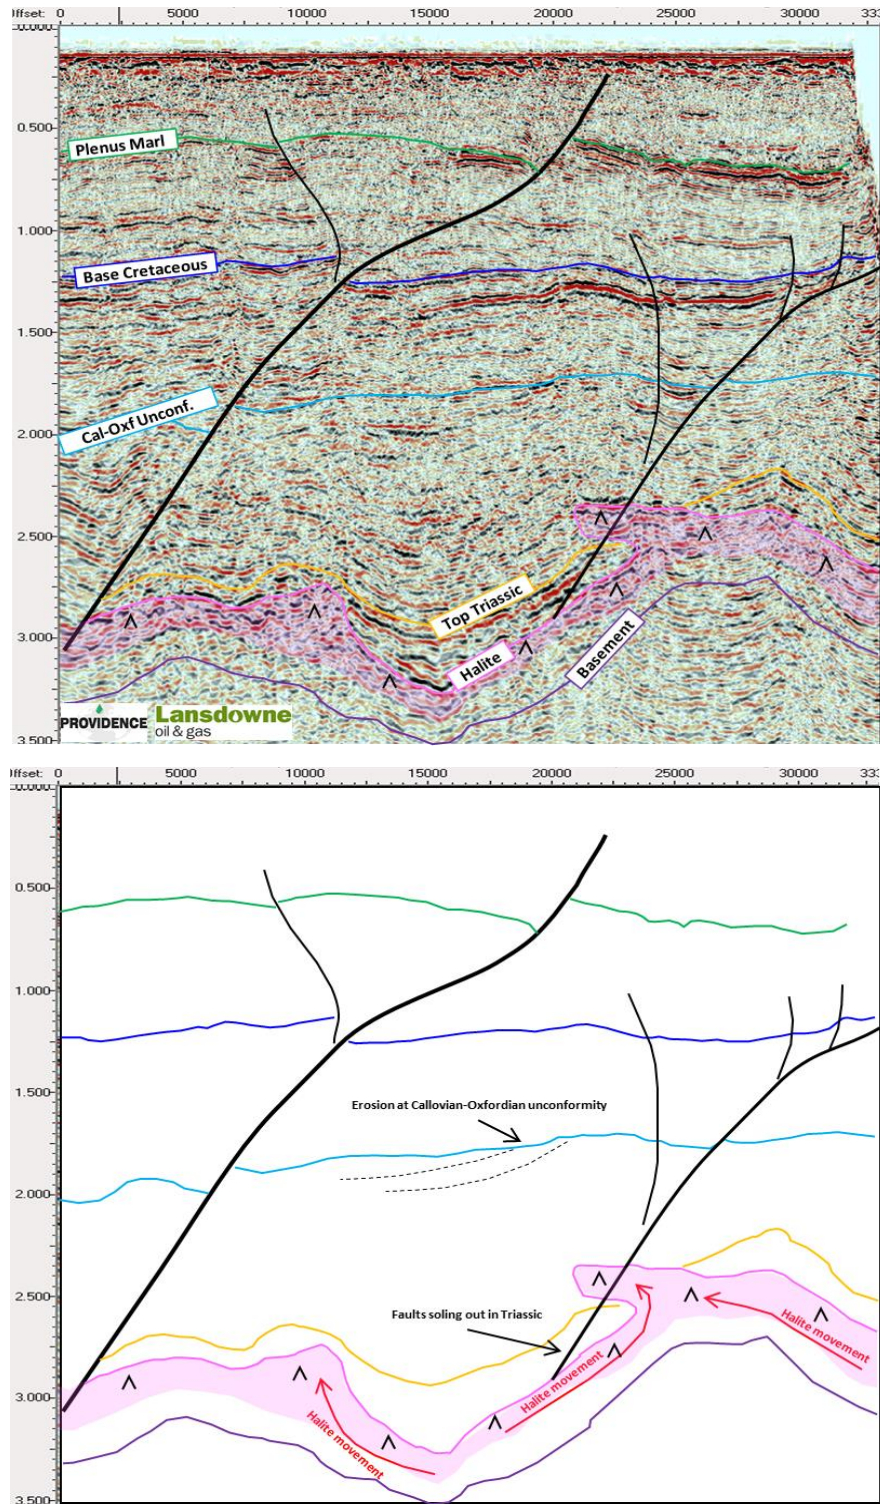 Offset: 0 5000 10000 15000 20000 25000 30000
0.500
Plenus Marl
1.000
Base Cretaceous
1.500
Cal-Oxf Unconf.
2.000
2.500
Top Triassic
3.000
Halite
Basement
PROVIDENCE
Lansdowne
oil & gas
3.500
Offset: 0 5000 10000 15000 20000 25000 30000
0.500
1.000
1.500
Erosion at Callovian-Oxfordian unconformity
2.000
2.500
Faults soling out in Triassic
Halite movement
Halite movement
3.000
Halite movement
3.500